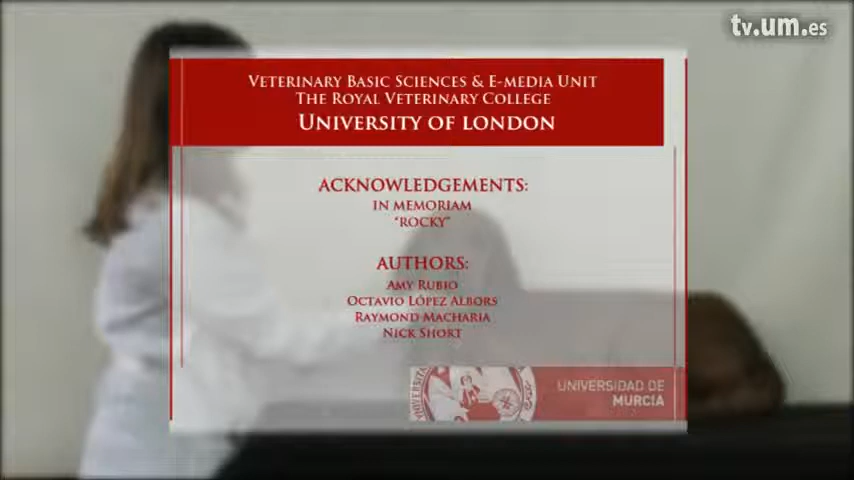 tv.um.es
VETERINARY BASIC SCIENCES & E-MEDIA UNIT
THE ROYAL VETERINARY COLLEGE
UNIVERSITY OF LONDON
ACKNOWLEDGEMENTS:
IN MEMORIAM
“ROCKY”
AUTHORS:
AMY RUBIO
OCTAVIO LÓPEZ ALBORS
RAYMOND MACHARIA
NICK SHORT
UNIVERSIDAD DE
MURCIA